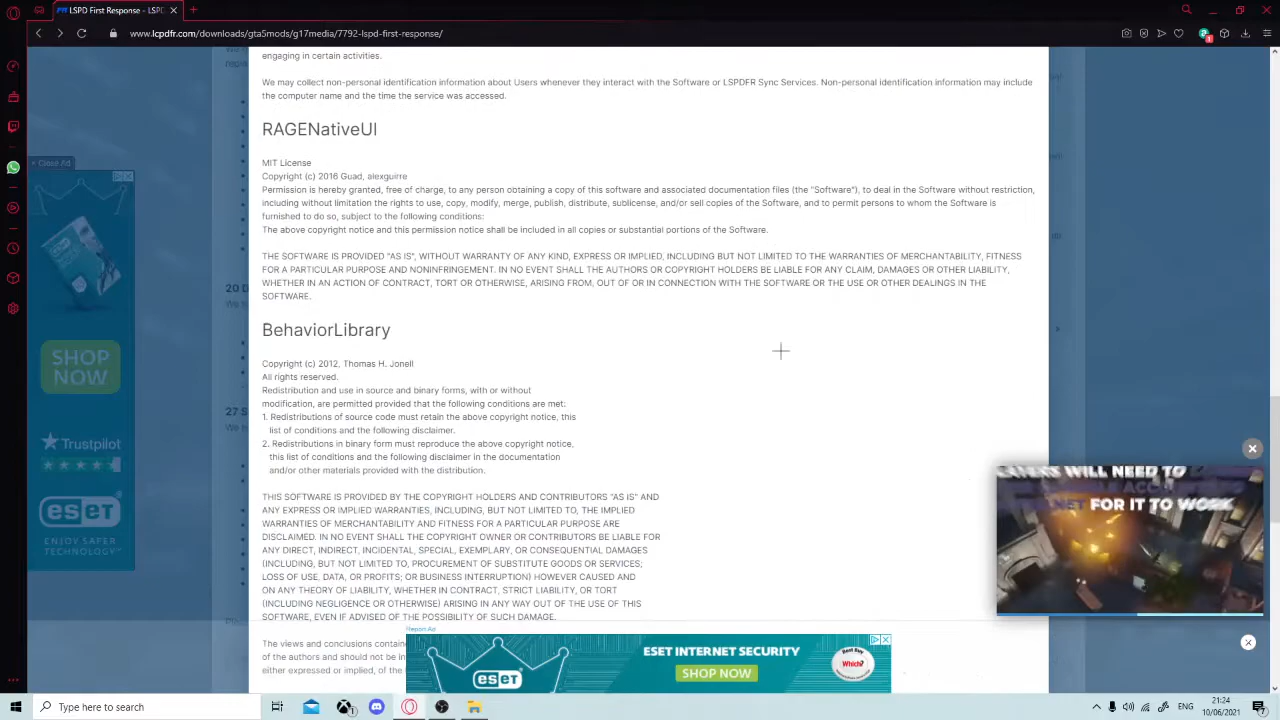 LSPD First Response - LSPDFR
www.lcpdfr.com/downloads/gta5mods/g17media/7792-lspd-first-response/
engaging in certain activities.
We may collect non-personal identification information about Users whenever they interact with the Software or LSPDFR Sync Services. Non-personal identification information may include
the computer name and the time the service was accessed.
RAGENativeUI
MIT License
Copyright (c) 2016 Guad, alexguirre
Permission is hereby granted, free of charge, to any person obtaining a copy of this software and associated documentation files (the "Software"), to deal in the Software without restriction,
including without limitation the rights to use, copy, modify, merge, publish, distribute, sublicense, and/or sell copies of the Software, and to permit persons to whom the Software is
furnished to do so, subject to the following conditions:
The above copyright notice and this permission notice shall be included in all copies or substantial portions of the Software.
THE SOFTWARE IS PROVIDED "AS IS", WITHOUT WARRANTY OF ANY KIND, EXPRESS OR IMPLIED, INCLUDING BUT NOT LIMITED TO THE WARRANTIES OF MERCHANTABILITY, FITNESS
FOR A PARTICULAR PURPOSE AND NONINFRINGEMENT. IN NO EVENT SHALL THE AUTHORS OR COPYRIGHT HOLDERS BE LIABLE FOR ANY CLAIM, DAMAGES OR OTHER LIABILITY,
WHETHER IN AN ACTION OF CONTRACT, TORT OR OTHERWISE, ARISING FROM, OUT OF OR IN CONNECTION WITH THE SOFTWARE OR THE USE OR OTHER DEALINGS IN THE
SOFTWARE.
BehaviorLibrary
Copyright (c) 2012, Thomas H. Jonell
All rights reserved.
Redistribution and use in source and binary forms, with or without
modification, are permitted provided that the following conditions are met:
1. Redistributions of source code must retain the above copyright notice, this
list of conditions and the following disclaimer.
2. Redistributions in binary form must reproduce the above copyright notice,
this list of conditions and the following disclaimer in the documentation
and/or other materials provided with the distribution.
THIS SOFTWARE IS PROVIDED BY THE COPYRIGHT HOLDERS AND CONTRIBUTORS "AS IS" AND
ANY EXPRESS OR IMPLIED WARRANTIES, INCLUDING, BUT NOT LIMITED TO, THE IMPLIED
WARRANTIES OF MERCHANTABILITY AND FITNESS FOR A PARTICULAR PURPOSE ARE
DISCLAIMED. IN NO EVENT SHALL THE COPYRIGHT OWNER OR CONTRIBUTORS BE LIABLE FOR
ANY DIRECT, INDIRECT, INCIDENTAL, SPECIAL, EXEMPLARY, OR CONSEQUENTIAL DAMAGES
(INCLUDING, BUT NOT LIMITED TO, PROCUREMENT OF SUBSTITUTE GOODS OR SERVICES;
LOSS OF USE, DATA, OR PROFITS; OR BUSINESS INTERRUPTION) HOWEVER CAUSED AND
ON ANY THEORY OF LIABILITY, WHETHER IN CONTRACT, STRICT LIABILITY, OR TORT
(INCLUDING NEGLIGENCE OR OTHERWISE) ARISING IN ANY WAY OUT OF THE USE OF THIS
SOFTWARE, EVEN IF ADVISED OF THE POSSIBILITY OF SUCH DAMAGE.
The views and conclusions
of the authors and should not be
either expressed or implied, of the
Close Ad
SHOP
NOW
Trustpilot
eSeT
ENJOY SAFER
TECHNOLOGY™
FOR IT B
Report Ad
eSeT
ESET INTERNET SECURITY
SHOP NOW
Best Buy
Which?
Type here to search
21:24
10/06/2021